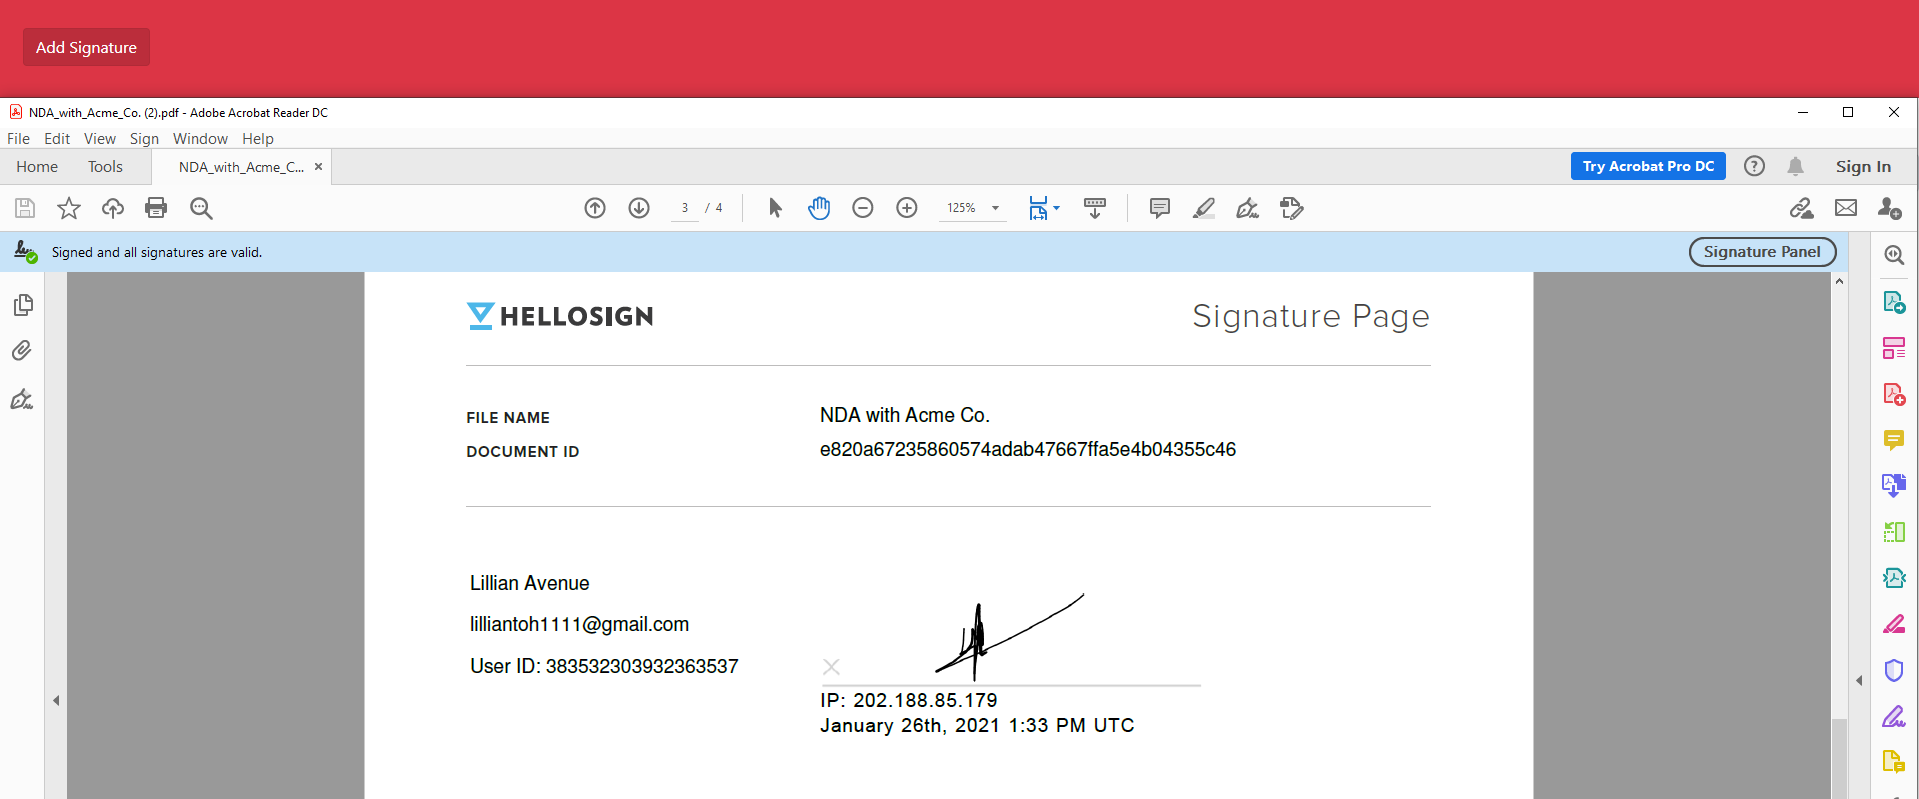 Add Signature
NDA_with_Acme_Co. (2).pdf - Adobe Acrobat Reader DC
File Edit View Sign Window Help
Home Tools NDA_with_Acme_C... Try Acrobat Pro DC Sign In
3 / 4 125%
Signed and all signatures are valid. Signature Panel
HELLOSIGN Signature Page
FILE NAME NDA with Acme Co.
DOCUMENT ID e820a67235860574adab47667ffa5e4b04355c46
Lillian Avenue
lilliantoh1111@gmail.com
User ID: 383532303932363537
IP: 202.188.85.179
January 26th, 2021 1:33 PM UTC